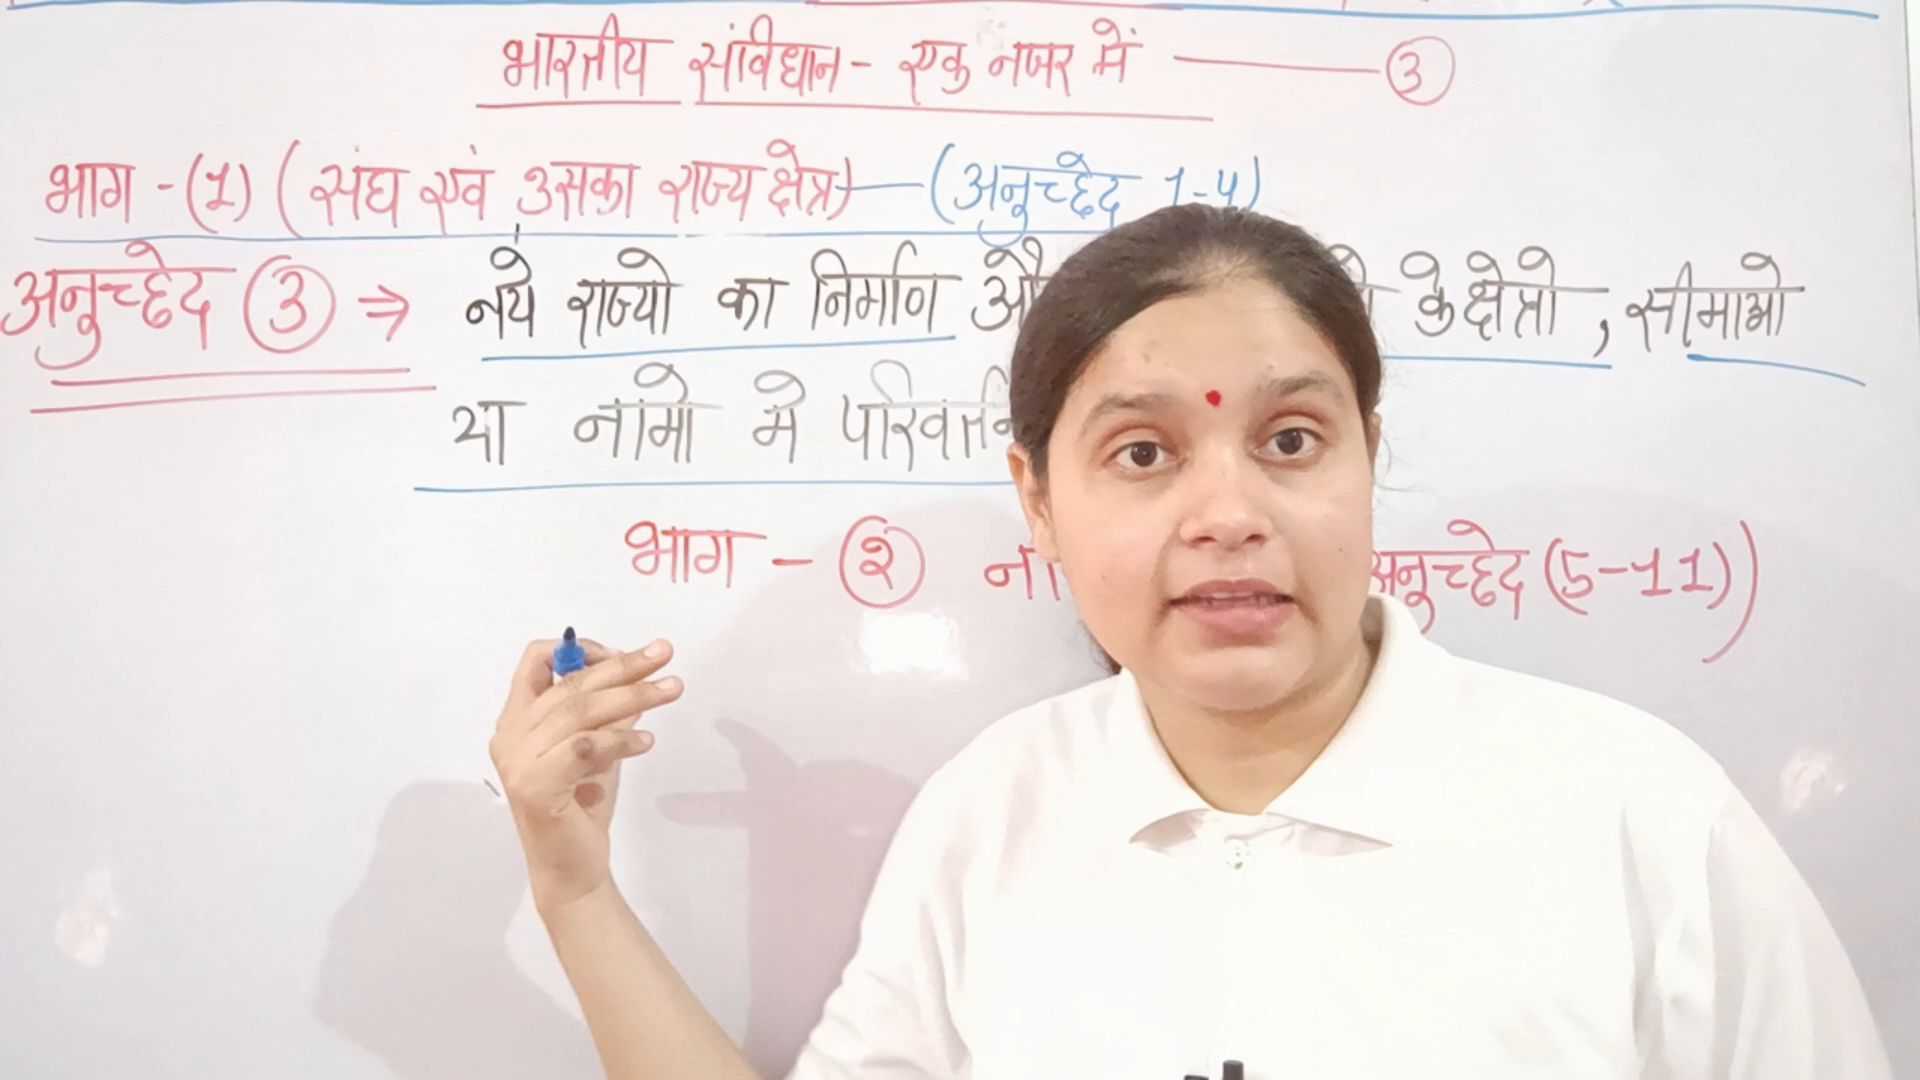 भारतीय संविधान - एक नजर में ③
भाग - (1) ( संघ एवं उसका राज्य क्षेत्र) — (अनुच्छेद 1-4)
अनुच्छेद ③ ⇒ नये राज्यो का निर्माण के क्षेत्रो , सीमाओ
या नामो मे
भाग - ② अनुच्छेद (5-11))